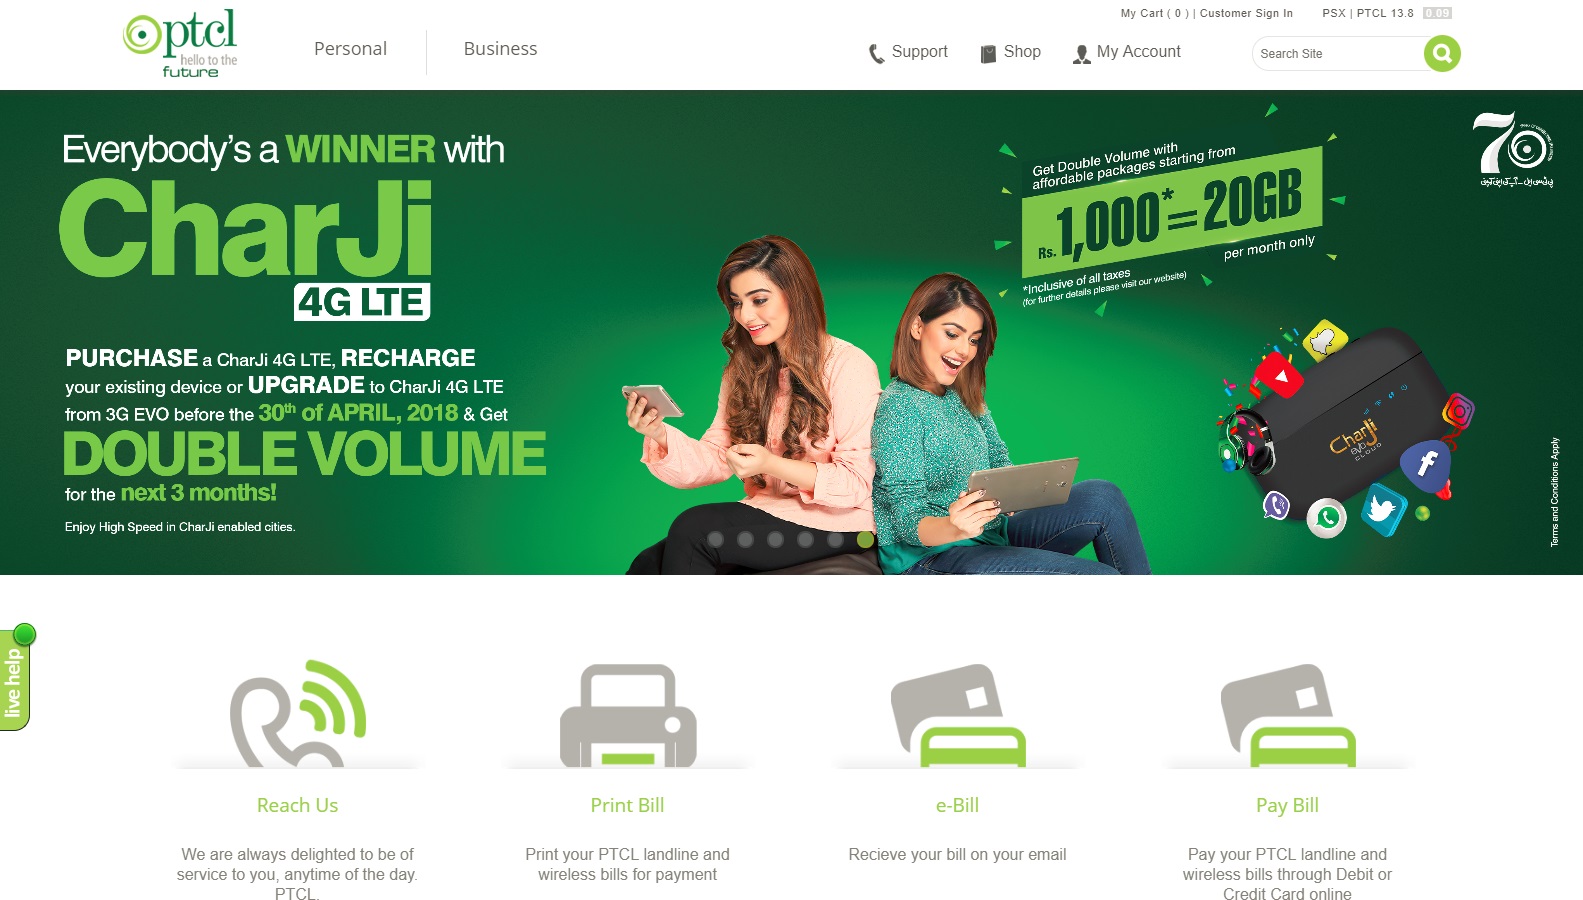 My Cart ( 0 ) | Customer Sign In
PSX | PTCL 13.8 0.09
ptcl
hello to the
future
Personal
Business
Support
Shop
My Account
Search Site
Everybody's a WINNER with
CharJi
4G LTE
PURCHASE a CharJi 4G LTE, RECHARGE
your existing device or UPGRADE to CharJi 4G LTE
from 3G EVO before the 30th of APRIL, 2018 & Get
DOUBLE VOLUME
for the next 3 months!
Enjoy High Speed in CharJi enabled cities.
Get Double Volume with
affordable packages starting from
Rs. 1,000* = 20GB
per month only
*Inclusive of all taxes
(for further details please visit our website)
70
CharJi
evo
CLOUD
Terms and Conditions Apply
live help
Reach Us
We are always delighted to be of
service to you, anytime of the day.
PTCL.
Print Bill
Print your PTCL landline and
wireless bills for payment
e-Bill
Recieve your bill on your email
Pay Bill
Pay your PTCL landline and
wireless bills through Debit or
Credit Card online